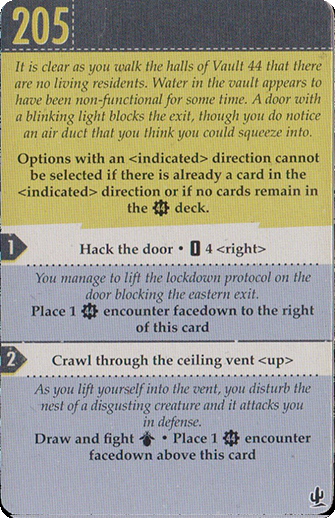 205
It is clear as you walk the halls of Vault 44 that there
are no living residents. Water in the vault appears to
have been non-functional for some time. A door with
a blinking light blocks the exit, though you do notice
an air duct that you think you could squeeze into.
Options with an <indicated> direction cannot
be selected if there is already a card in the
<indicated> direction or if no cards remain in
the 44 deck.
1
Hack the door • 4 <right>
You manage to lift the lockdown protocol on the
door blocking the eastern exit.
Place 1 44 encounter facedown to the right
of this card
2
Crawl through the ceiling vent <up>
As you lift yourself into the vent, you disturb the
nest of a disgusting creature and it attacks you
in defense.
Draw and fight • Place 1 44 encounter
facedown above this card